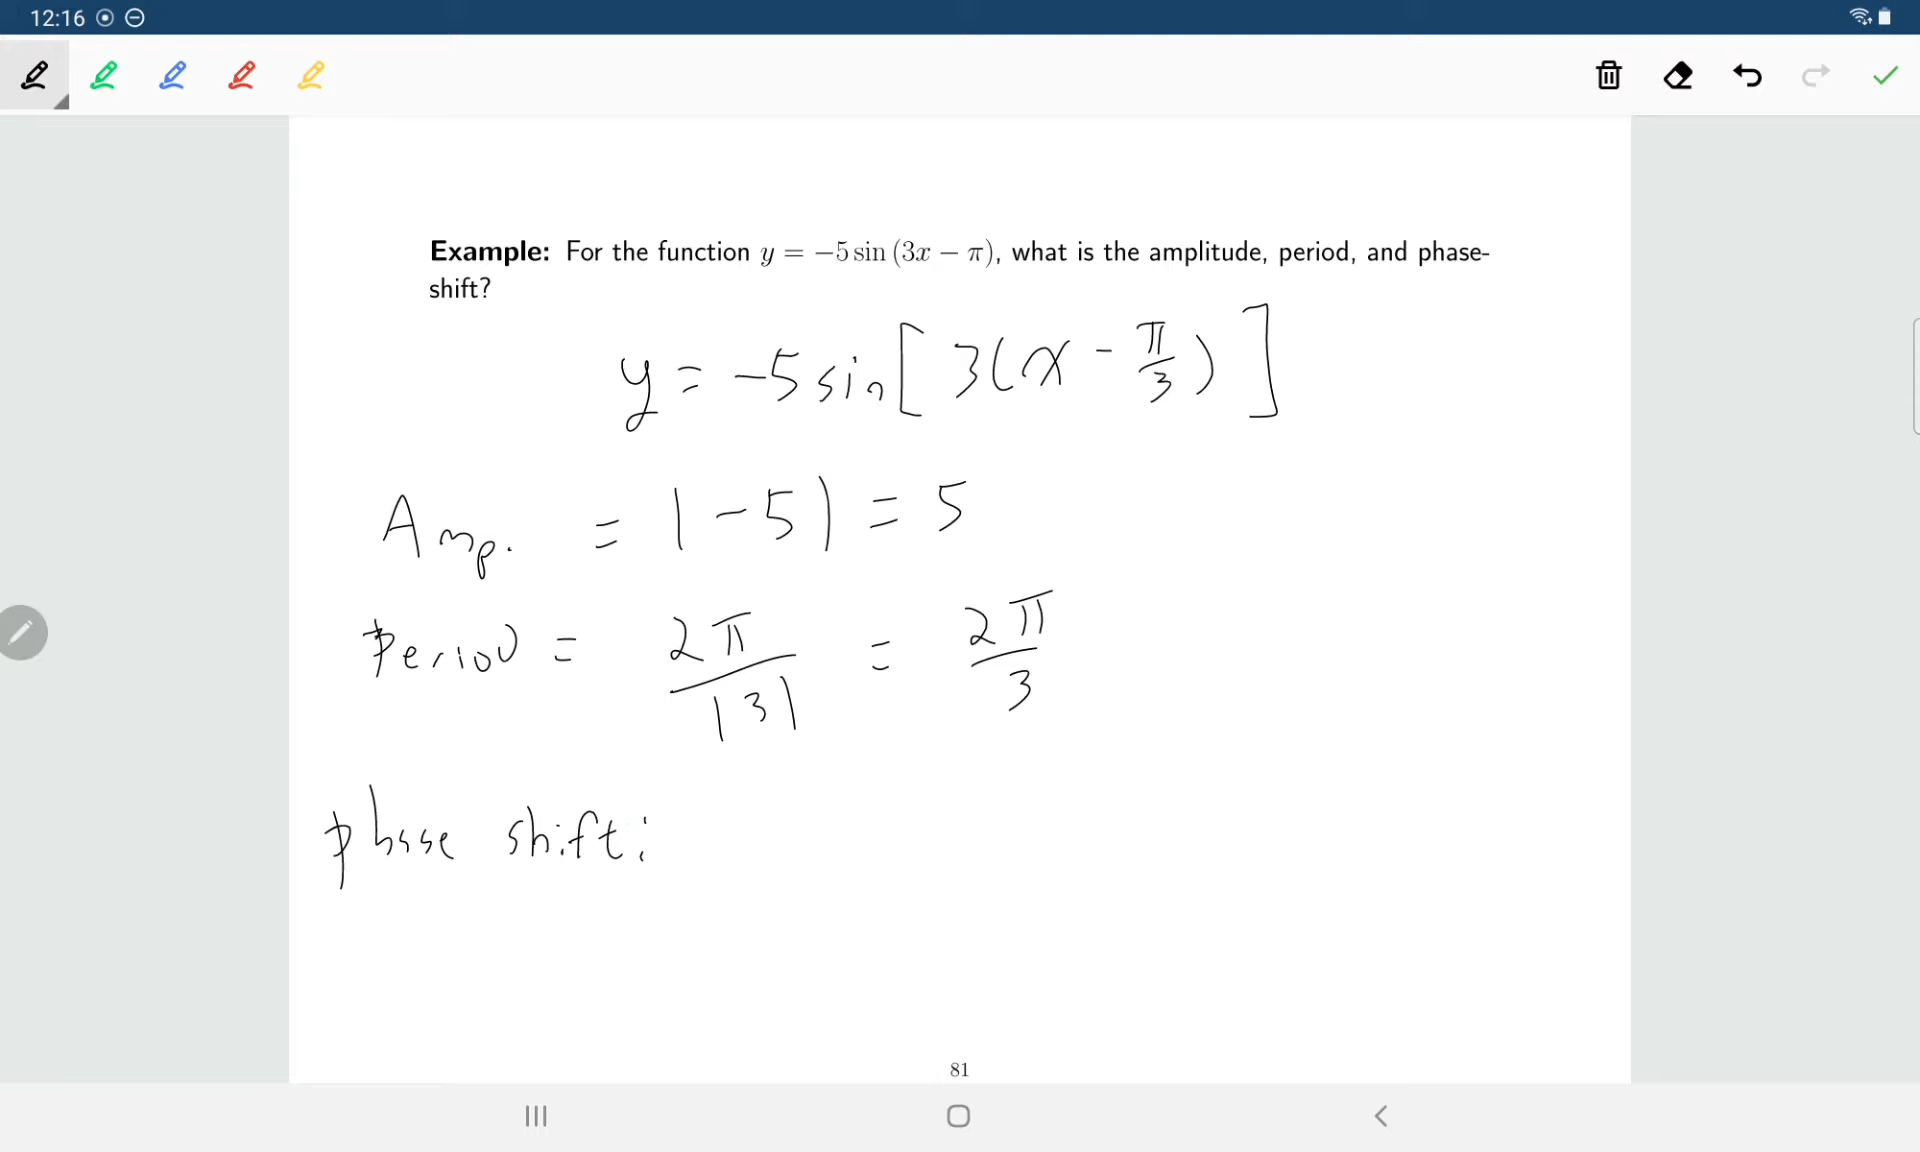 12:16
Example: For the function y = −5 sin (3x − π), what is the amplitude, period, and phase-
shift?
y = -5 sin[ 3(x - π/3) ]
Amp. = |-5| = 5
Period = 2π/|3| = 2π/3
phase shift:
81